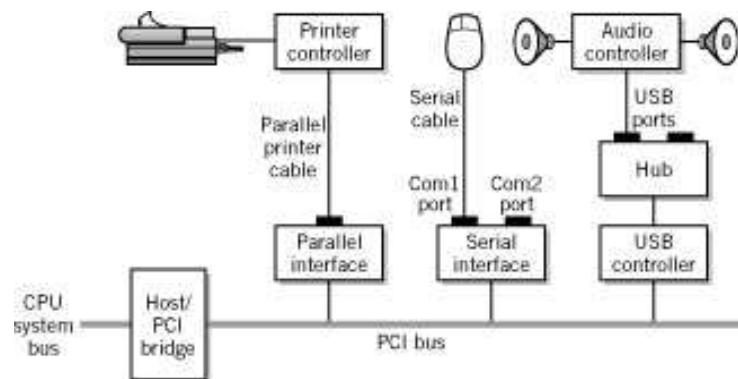 Printer
controller
Audio
controller
Serial
cable
USB
ports
Parallel
printer
cable
Com1
port
Com2
port
Hub
Parallel
interface
Serial
interface
USB
controller
CPU
system
bus
Host/
PCI
bridge
PCI bus